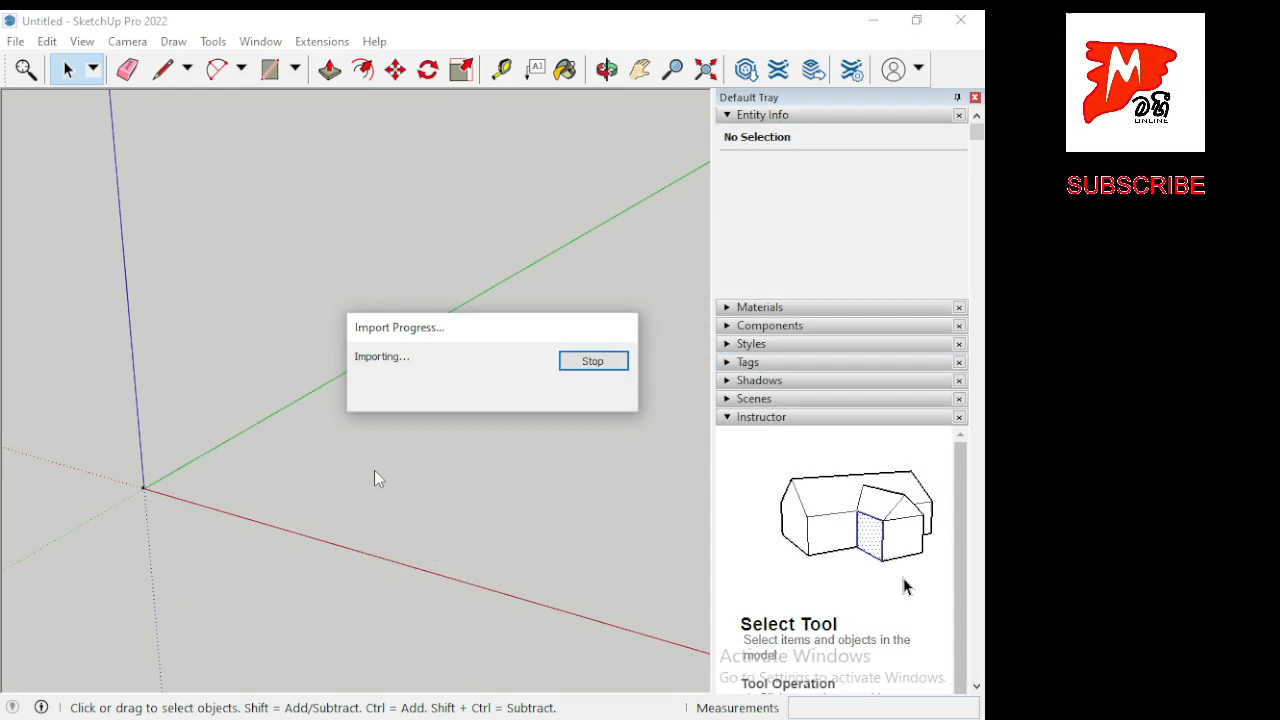 Untitled - SketchUp Pro 2022
File Edit View Camera Draw Tools Window Extensions Help
A1
Default Tray
Entity Info
No Selection
Import Progress...
Importing...
Stop
Materials
Components
Styles
Tags
Shadows
Scenes
Instructor
Select Tool
Select items and objects in the
model
Activate Windows
Go to Settings to activate Windows.
Tool Operation
Click or drag to select objects. Shift = Add/Subtract. Ctrl = Add. Shift + Ctrl = Subtract.
Measurements
M
මහී
ONLINE
SUBSCRIBE